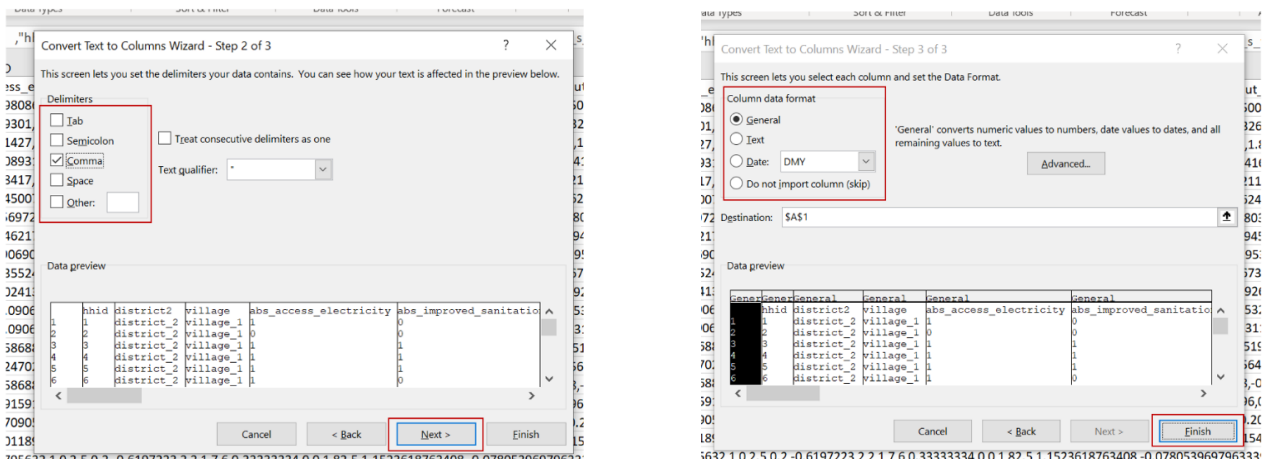 Data Types Sort & Filter Data Tools Forecast
Convert Text to Columns Wizard - Step 2 of 3 ? ×
This screen lets you set the delimiters your data contains. You can see how your text is affected in the preview below.
Delimiters
Tab
Semicolon
Comma
Space
Other:
Treat consecutive delimiters as one
Text qualifier: "
Data preview
hhid district2 village abs_access_electricity abs_improved_sanitatio
1 1 district_2 village_1 1 0
2 2 district_2 village_1 0 0
3 3 district_2 village_1 1 1
4 4 district_2 village_1 1 1
5 5 district_2 village_1 1 1
6 6 district_2 village_1 1 0
Cancel < Back Next > Finish
Data Types Sort & Filter Data Tools Forecast
Convert Text to Columns Wizard - Step 3 of 3 ? ×
This screen lets you select each column and set the Data Format.
Column data format
General
Text
Date: DMY
Do not import column (skip)
'General' converts numeric values to numbers, date values to dates, and all
remaining values to text.
Advanced...
Destination: $A$1
Data preview
GenerGenerGeneral General General General
hhid district2 village abs_access_electricity abs_improved_sanitatio
1 1 district_2 village_1 1 0
2 2 district_2 village_1 0 0
3 3 district_2 village_1 1 1
4 4 district_2 village_1 1 1
5 5 district_2 village_1 1 1
6 6 district_2 village_1 1 0
Cancel < Back Next > Finish